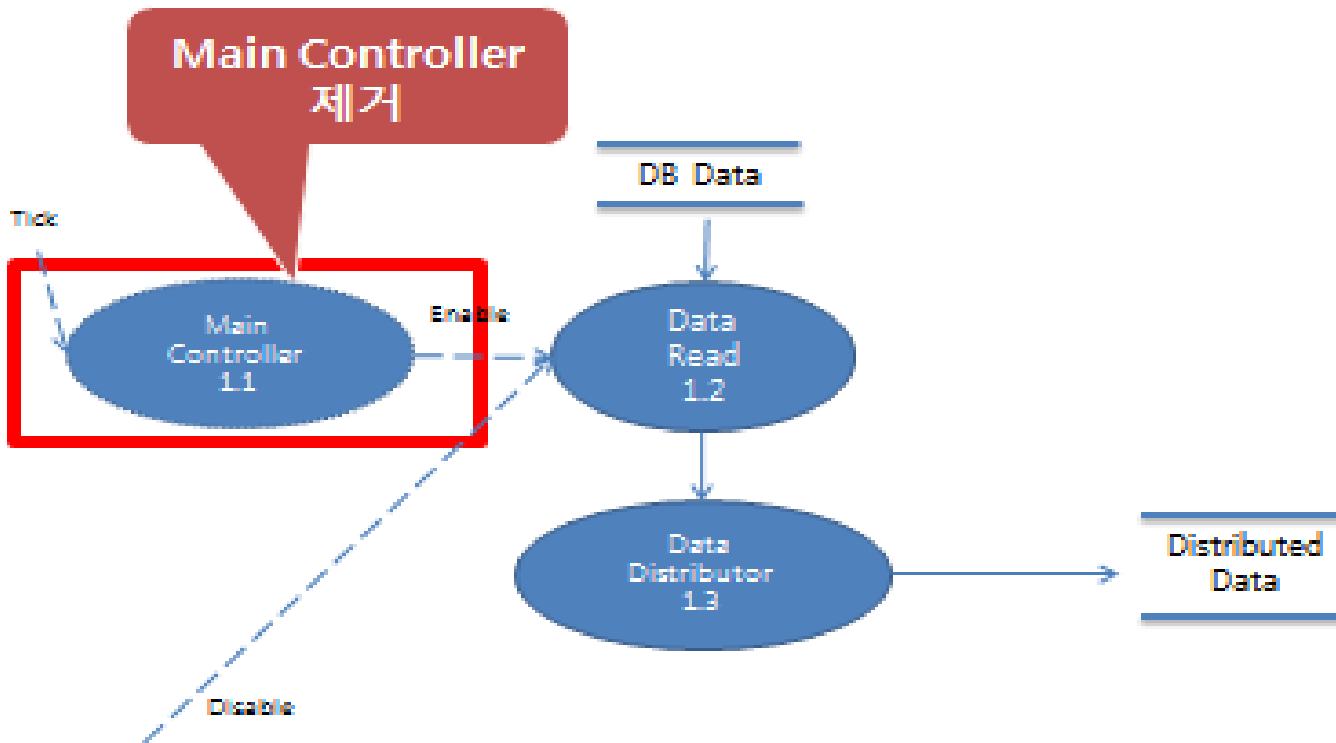 Main Controller
제거
DB Data
Tick
Enable
Main
Controller
1.1
Data
Read
1.2
Data
Distributor
1.3
Distributed
Data
Disable